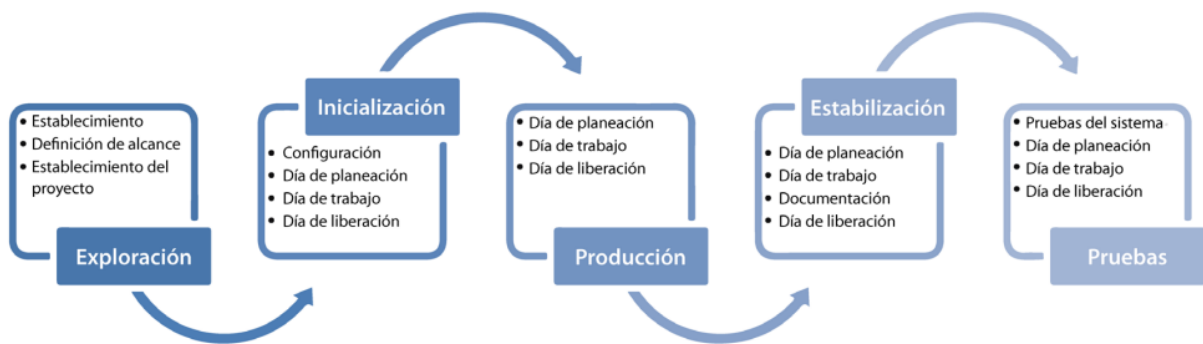 • Establecimiento
• Definición de alcance
• Establecimiento del
proyecto
Exploración
Inicialización
• Configuración
• Día de planeación
• Día de trabajo
• Día de liberación
• Día de planeación
• Día de trabajo
• Día de liberación
Producción
Estabilización
• Día de planeación
• Día de trabajo
• Documentación
• Día de liberación
• Pruebas del sistema
• Día de planeación
• Día de trabajo
• Día de liberación
Pruebas